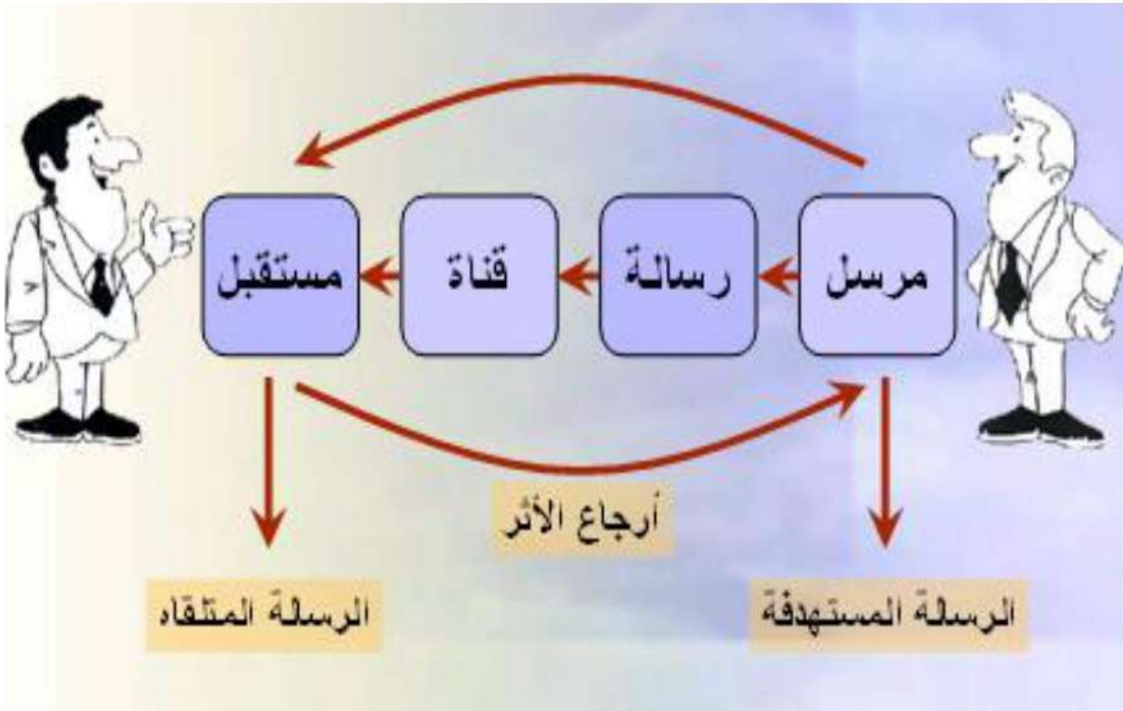 مرسل
رسالة
قناة
مستقبل
أرجاع الأثر
الرسالة المستهدفة
الرسالة المتلقاه